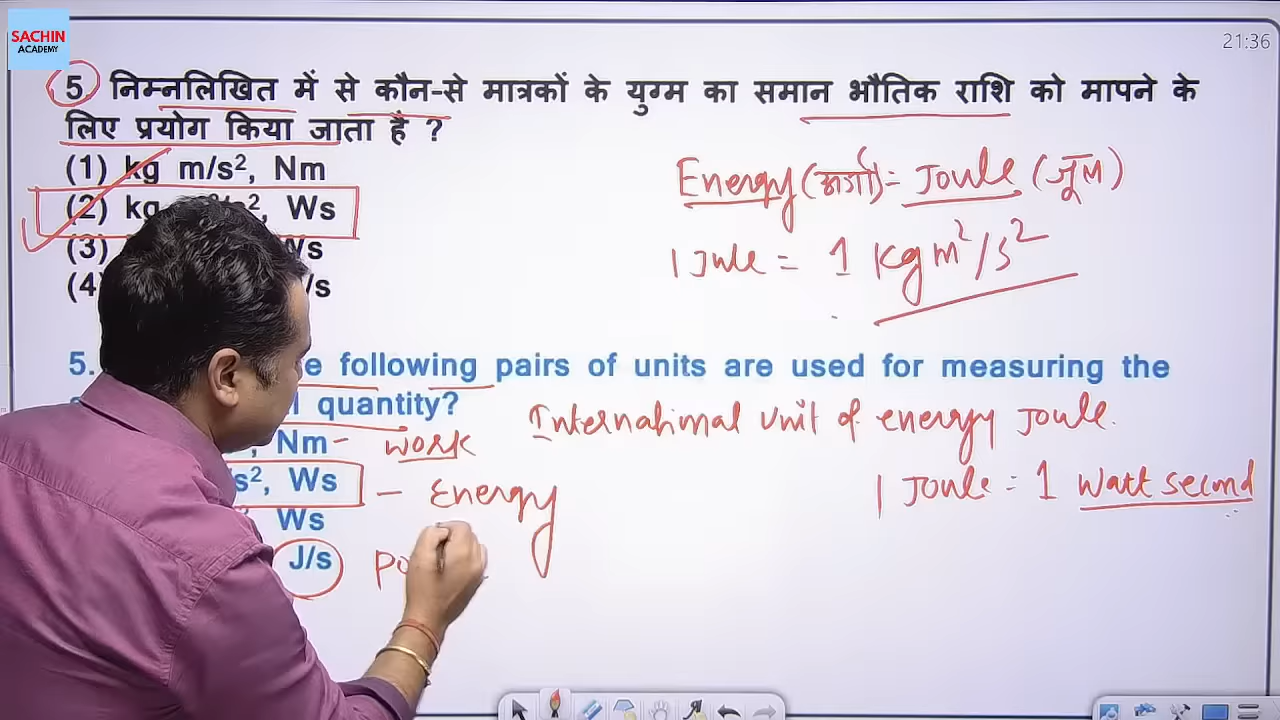 SACHIN
ACADEMY
21:36
5. निम्नलिखित में से कौन-से मात्रकों के युग्म का समान भौतिक राशि को मापने के
लिए प्रयोग किया जाता है ?
(1) kg m/s², Nm
(2) kg Ws
(3) Ws
(4) /s
Energy (ऊर्जा) = Joule (जूल)
1 Joule = 1 kg m²/s²
5. following pairs of units are used for measuring the
quantity?
Nm - work
s², Ws - Energy
Ws
J/s
International unit of energy Joule.
1 Joule = 1 Watt second